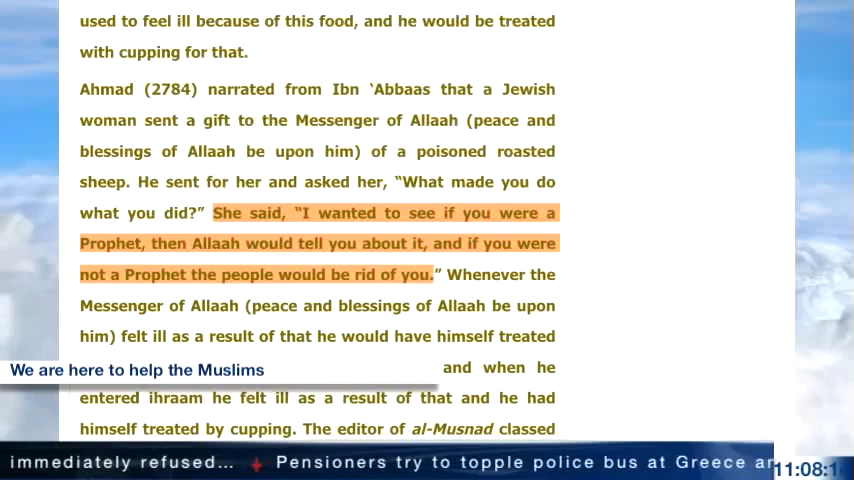 used to feel ill because of this food, and he would be treated
with cupping for that.
Ahmad (2784) narrated from Ibn ‘Abbaas that a Jewish
woman sent a gift to the Messenger of Allaah (peace and
blessings of Allaah be upon him) of a poisoned roasted
sheep. He sent for her and asked her, “What made you do
what you did?” She said, “I wanted to see if you were a
Prophet, then Allaah would tell you about it, and if you were
not a Prophet the people would be rid of you.” Whenever the
Messenger of Allaah (peace and blessings of Allaah be upon
him) felt ill as a result of that he would have himself treated
and when he
We are here to help the Muslims
entered ihraam he felt ill as a result of that and he had
himself treated by cupping. The editor of al-Musnad classed
immediately refused... Pensioners try to topple police bus at Greece
11:08:1